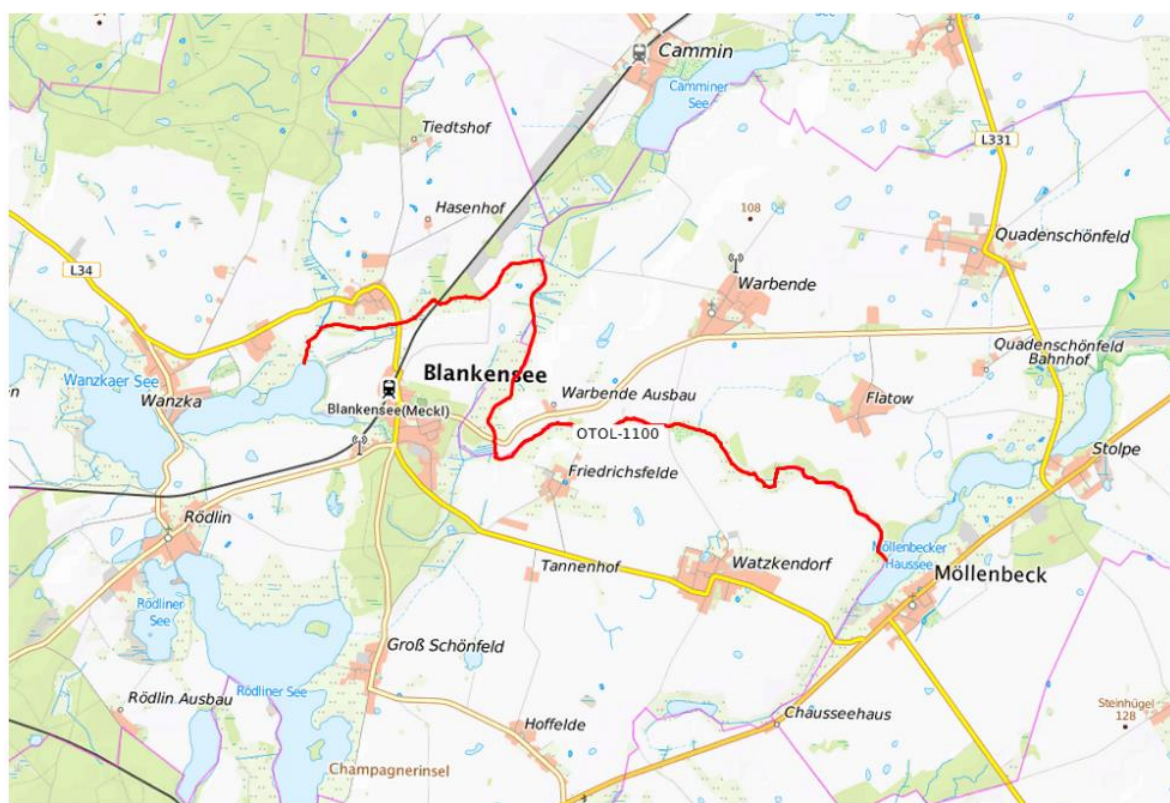 Cammin
Camminer
See
Tiedtshof
L331
Hasenhof
108
Quadenschönfeld
L34
Warbende
Quadenschönfeld
Bahnhof
Wanzkaer See
Blankensee
Wanzka
Warbende Ausbau
Flatow
Blankensee(Meckl)
OTOL-1100
Stolpe
Friedrichsfelde
Rödlin
Möllenbecker
Haussee
Tannenhof
Watzkendorf
Möllenbeck
Rödliner
See
Groß Schönfeld
Rödliner See
Rödlin Ausbau
Steinhügel
128
Chausseehaus
Hoffelde
Champagnerinsel